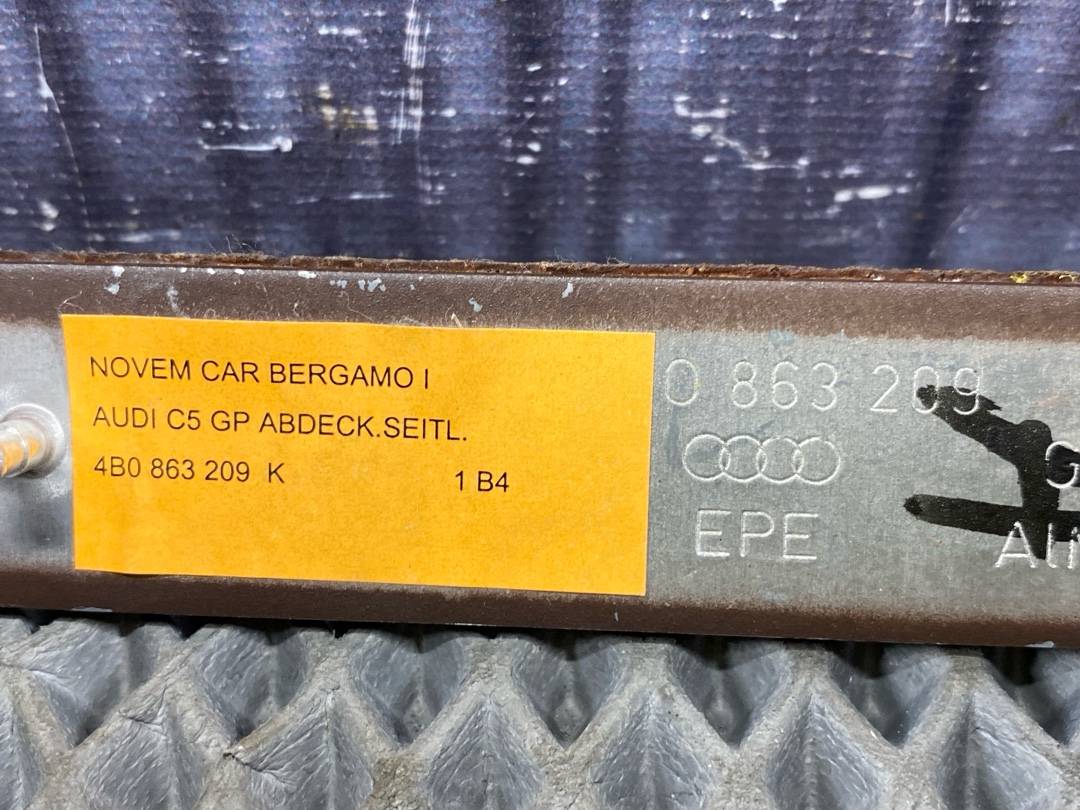 NOVEM CAR BERGAMO I
AUDI C5 GP ABDECK.SEITL.
4B0 863 209 K 1 B4
0 863 209
EPE